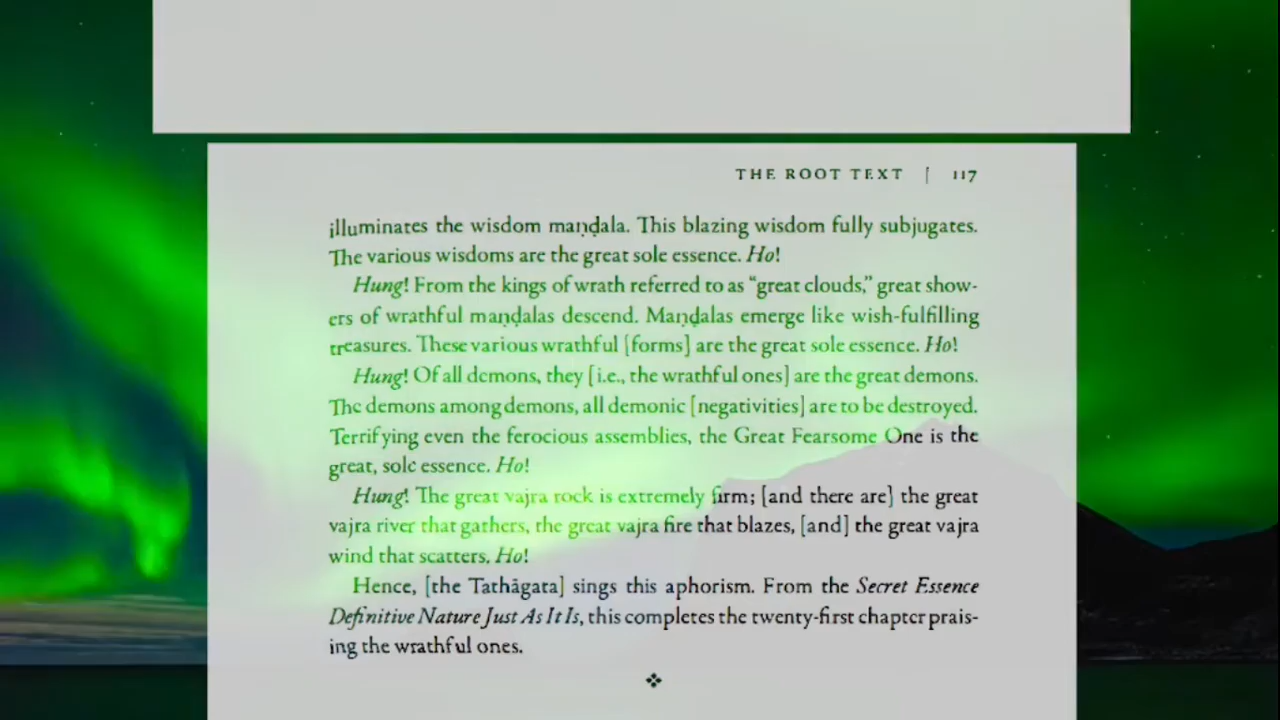 THE ROOT TEXT | 117
illuminates the wisdom maṇḍala. This blazing wisdom fully subjugates.
The various wisdoms are the great sole essence. Ho!
Hung! From the kings of wrath referred to as “great clouds,” great show-
ers of wrathful maṇḍalas descend. Maṇḍalas emerge like wish-fulfilling
treasures. These various wrathful [forms] are the great sole essence. Ho!
Hung! Of all demons, they [i.e., the wrathful ones] are the great demons.
The demons among demons, all demonic [negativities] are to be destroyed.
Terrifying even the ferocious assemblies, the Great Fearsome One is the
great, sole essence. Ho!
Hung! The great vajra rock is extremely firm; [and there are] the great
vajra river that gathers, the great vajra fire that blazes, [and] the great vajra
wind that scatters. Ho!
Hence, [the Tathāgata] sings this aphorism. From the Secret Essence
Definitive Nature Just As It Is, this completes the twenty-first chapter prais-
ing the wrathful ones.